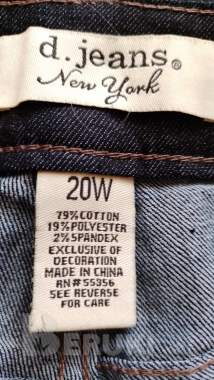 d.jeans®
New York
20W
79%COTTON
19%POLYESTER
2%SPANDEX
EXCLUSIVE OF
DECORATION
MADE IN CHINA
RN#55356
SEE REVERSE
FOR CARE